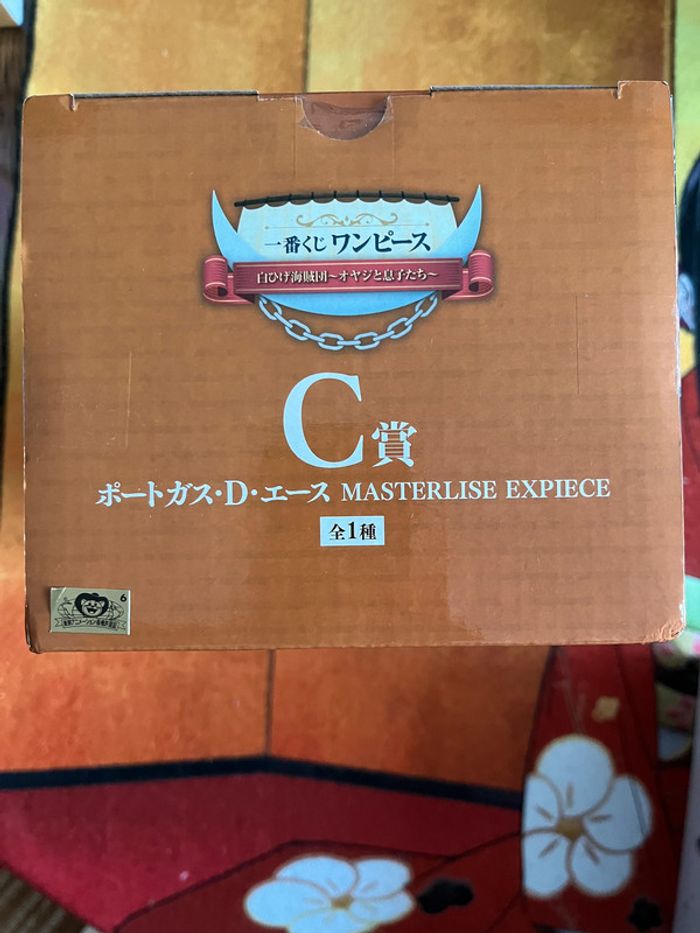 一番くじ ワンピース
白ひげ海賊団~オヤジと息子たち~
C賞
ポートガス・D・エース MASTERLISE EXPIECE
全1種
6